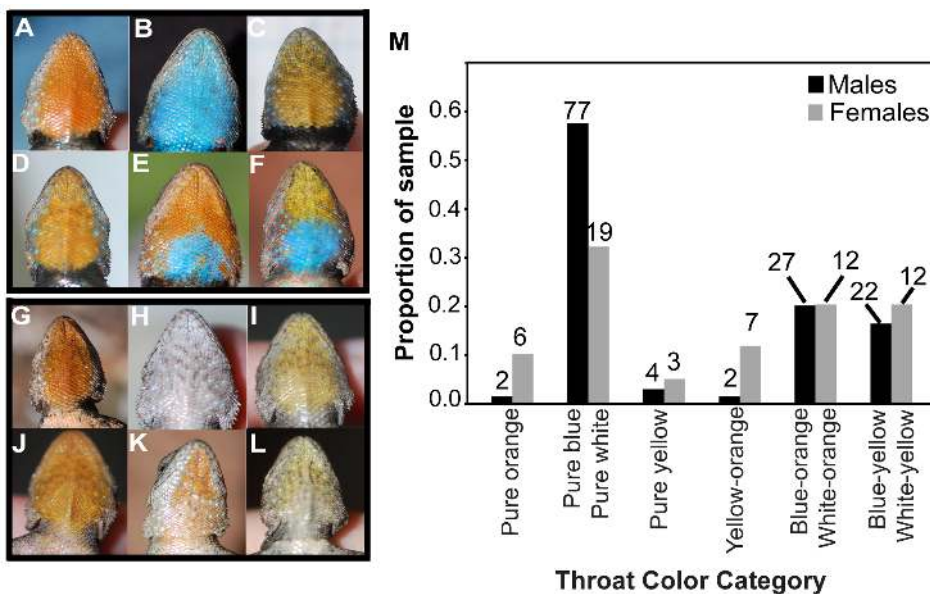 A B C
D E F
G H I
J K L
M
Proportion of sample
0.6
0.5
0.4
0.3
0.2
0.1
0.0
Males
Females
2 6
77 19
4 3
2 7
27 12
22 12
Pure orange
Pure blue
Pure white
Pure yellow
Yellow-orange
Blue-orange
White-orange
Blue-yellow
White-yellow
Throat Color Category